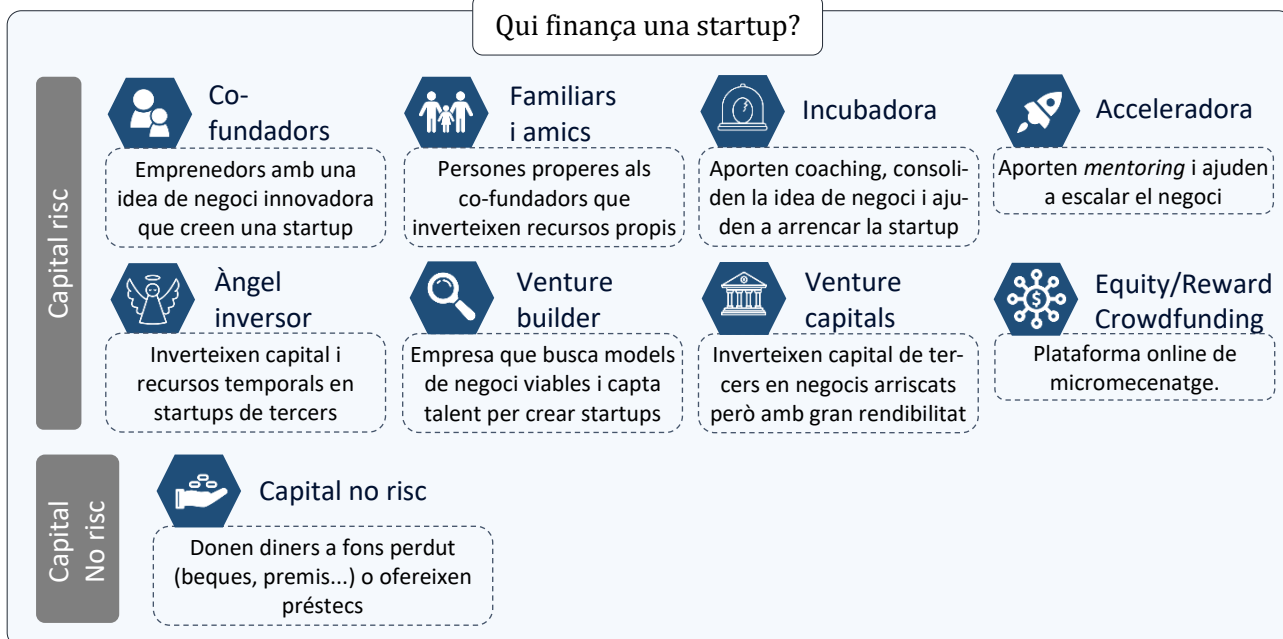 Qui finança una startup?
Capital risc
Co-
fundadors
Emprenedors amb una
idea de negoci innovadora
que creen una startup
Familiars
i amics
Persones properes als
co-fundadors que
inverteixen recursos propis
Incubadora
Aporten coaching, consoli-
den la idea de negoci i aju-
den a arrencar la startup
Acceleradora
Aporten mentoring i ajuden
a escalar el negoci
Àngel
inversor
Inverteixen capital i
recursos temporals en
startups de tercers
Venture
builder
Empresa que busca models
de negoci viables i capta
talent per crear startups
Venture
capitals
Inverteixen capital de ter-
cers en negocis arriscats
però amb gran rendibilitat
Equity/Reward
Crowdfunding
Plataforma online de
micromecenatge.
Capital
No risc
Capital no risc
Donen diners a fons perdut
(beques, premis...) o ofereixen
préstecs